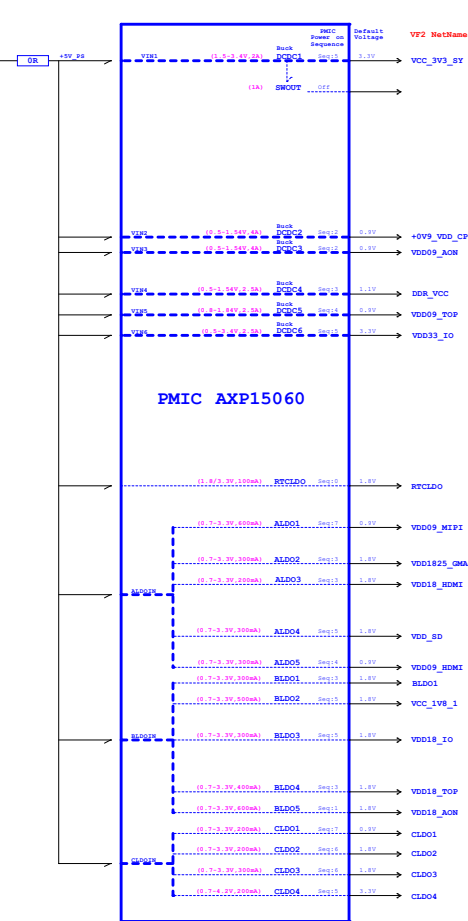 PMIC
Power on
Sequence
Default
Voltage
VF2 NetName
0R
+5V_PS
VIN1
(1.5-3.4V,2A)
Buck
DCDC1
Seq:5
3.3V
VCC_3V3_SY
(1A)
SWOUT
Off
VIN2
(0.5-1.54V,4A)
Buck
DCDC2
Seq:2
0.9V
+0V9_VDD_CP
VIN3
(0.5-1.54V,4A)
Buck
DCDC3
Seq:2
0.9V
VDD09_AON
VIN4
(0.5-1.54V,2.5A)
Buck
DCDC4
Seq:3
1.1V
DDR_VCC
VIN5
(0.8-1.84V,2.5A)
Buck
DCDC5
Seq:4
0.9V
VDD09_TOP
VIN6
(0.5-3.4V,2.5A)
Buck
DCDC6
Seq:5
3.3V
VDD33_IO
PMIC AXP15060
(1.8/3.3V,100mA)
RTCLDO
Seq:0
1.8V
RTCLDO
(0.7-3.3V,600mA)
ALDO1
Seq:7
0.9V
VDD09_MIPI
(0.7-3.3V,300mA)
ALDO2
Seq:3
1.8V
VDD1825_GMA
(0.7-3.3V,200mA)
ALDO3
Seq:3
1.8V
VDD18_HDMI
ALDOIN
(0.7-3.3V,300mA)
ALDO4
Seq:5
1.8V
VDD_SD
(0.7-3.3V,300mA)
ALDO5
Seq:4
0.9V
VDD09_HDMI
(0.7-3.3V,300mA)
BLDO1
Seq:3
1.8V
BLDO1
(0.7-3.3V,500mA)
BLDO2
Seq:5
1.8V
VCC_1V8_1
BLDOIN
(0.7-3.3V,300mA)
BLDO3
Seq:5
1.8V
VDD18_IO
(0.7-3.3V,400mA)
BLDO4
Seq:3
1.8V
VDD18_TOP
(0.7-3.3V,600mA)
BLDO5
Seq:1
1.8V
VDD18_AON
(0.7-3.3V,200mA)
CLDO1
Seq:7
0.9V
CLDO1
(0.7-3.3V,200mA)
CLDO2
Seq:6
1.8V
CLDO2
CLDOIN
(0.7-3.3V,300mA)
CLDO3
Seq:6
1.8V
CLDO3
(0.7-4.2V,200mA)
CLDO4
Seq:5
3.3V
CLDO4